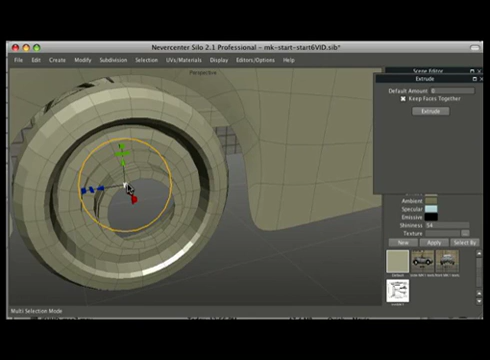 Nevercenter Silo 2.1 Professional - mk-start-start6VID.sib*
File Edit Create Modify Subdivision Selection UVs/Materials Display Editors/Options Help
Perspective
Scene Editor
Extrude
Default Amount 0
Keep Faces Together
Extrude
Ambient
Specular
Emissive
Shininess 54
Texture
New Apply Select By
Default
Multi Selection Mode